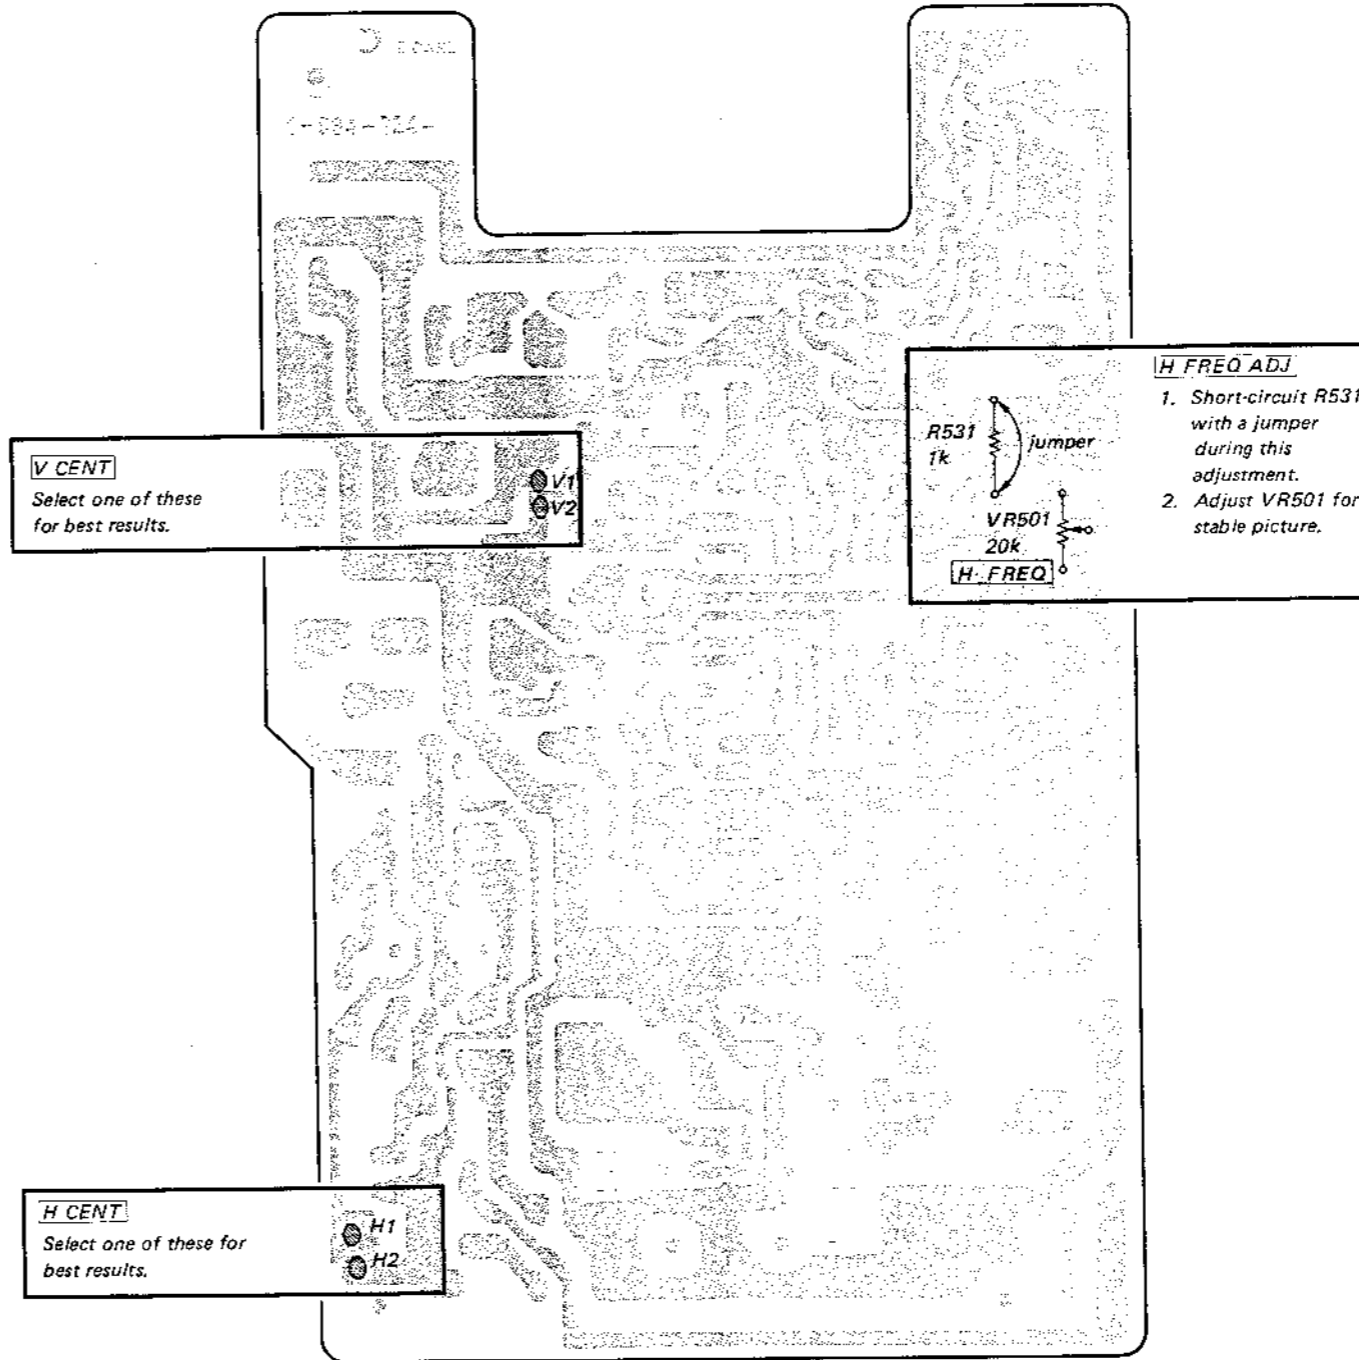 V CENT
Select one of these
for best results.
V1
V2
H FREQ ADJ
1. Short-circuit R531
with a jumper
during this
adjustment.
2. Adjust VR501 for
stable picture.
R531
1k
jumper
VR501
20k
H. FREQ
H CENT
Select one of these for
best results.
H1
H2